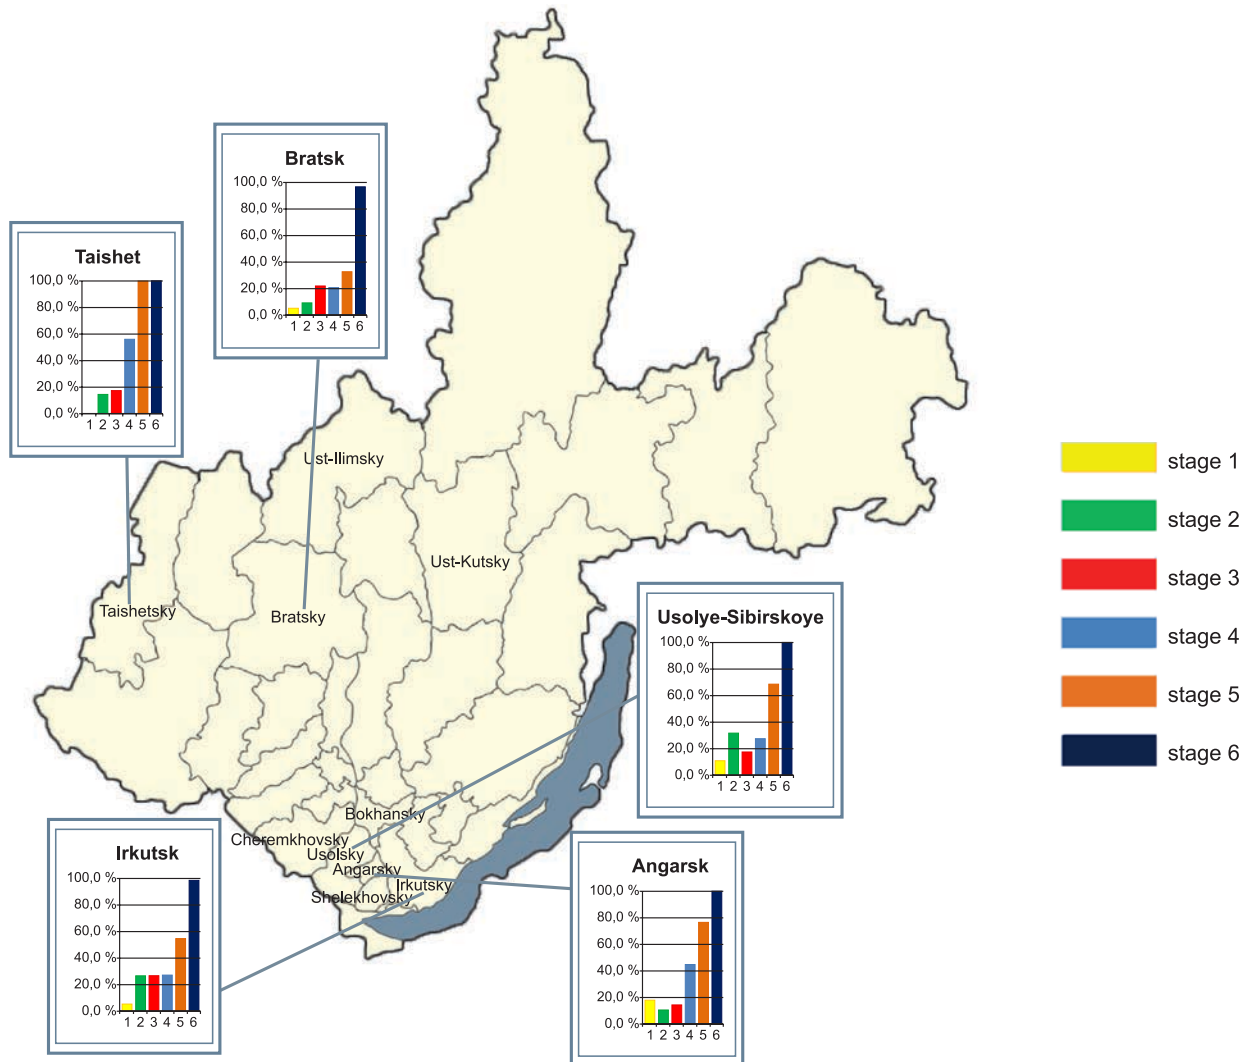 Bratsk
100,0 %
80,0 %
60,0 %
40,0 %
20,0 %
0,0 %
1 2 3 4 5 6
Taishet
100,0 %
80,0 %
60,0 %
40,0 %
20,0 %
0,0 %
1 2 3 4 5 6
Ust-Ilimsky
Ust-Kutsky
Taishetsky
Bratsky
stage 1
stage 2
stage 3
stage 4
stage 5
stage 6
Usolye-Sibirskoye
100,0 %
80,0 %
60,0 %
40,0 %
20,0 %
0,0 %
1 2 3 4 5 6
Bokhansky
Cheremkhovsky
Usolsky
Angarsky
Irkutsky
Shelekhovsky
Irkutsk
100,0 %
80,0 %
60,0 %
40,0 %
20,0 %
0,0 %
1 2 3 4 5 6
Angarsk
100,0 %
80,0 %
60,0 %
40,0 %
20,0 %
0,0 %
1 2 3 4 5 6